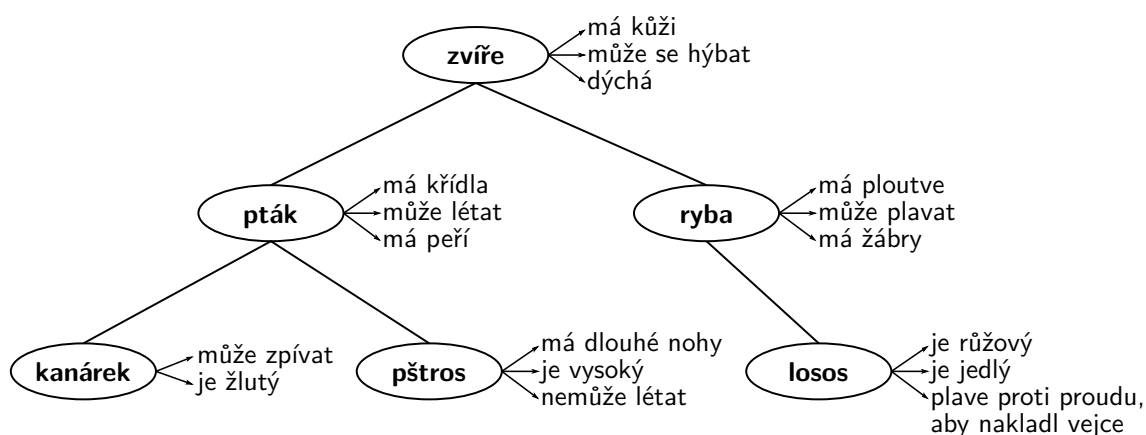 zvíře
má kůži
může se hýbat
dýchá
pták
má křídla
může létat
má peří
ryba
má ploutve
může plavat
má žábry
kanárek
může zpívat
je žlutý
pštros
má dlouhé nohy
je vysoký
nemůže létat
losos
je růžový
je jedlý
plave proti proudu,
aby nakladl vejce